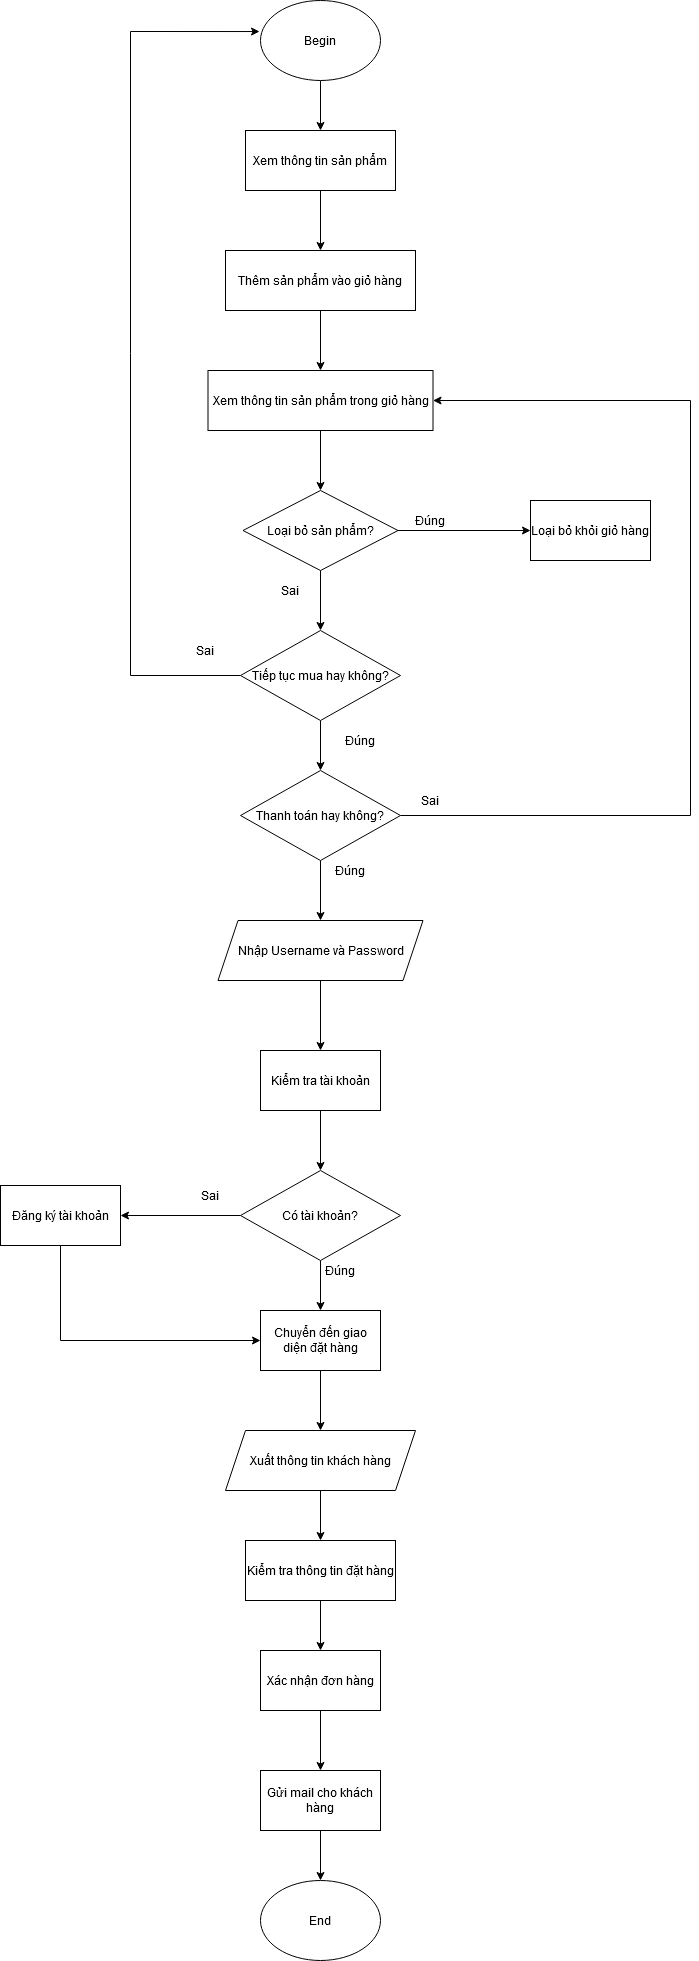 Begin
Xem thông tin sản phẩm
Thêm sản phẩm vào giỏ hàng
Xem thông tin sản phẩm trong giỏ hàng
Loại bỏ sản phẩm?
Đúng
Loại bỏ khỏi giỏ hàng
Sai
Sai
Tiếp tục mua hay không?
Đúng
Thanh toán hay không?
Sai
Đúng
Nhập Username và Password
Kiểm tra tài khoản
Sai
Đăng ký tài khoản
Có tài khoản?
Đúng
Chuyển đến giao
diện đặt hàng
Xuất thông tin khách hàng
Kiểm tra thông tin đặt hàng
Xác nhận đơn hàng
Gửi mail cho khách
hàng
End